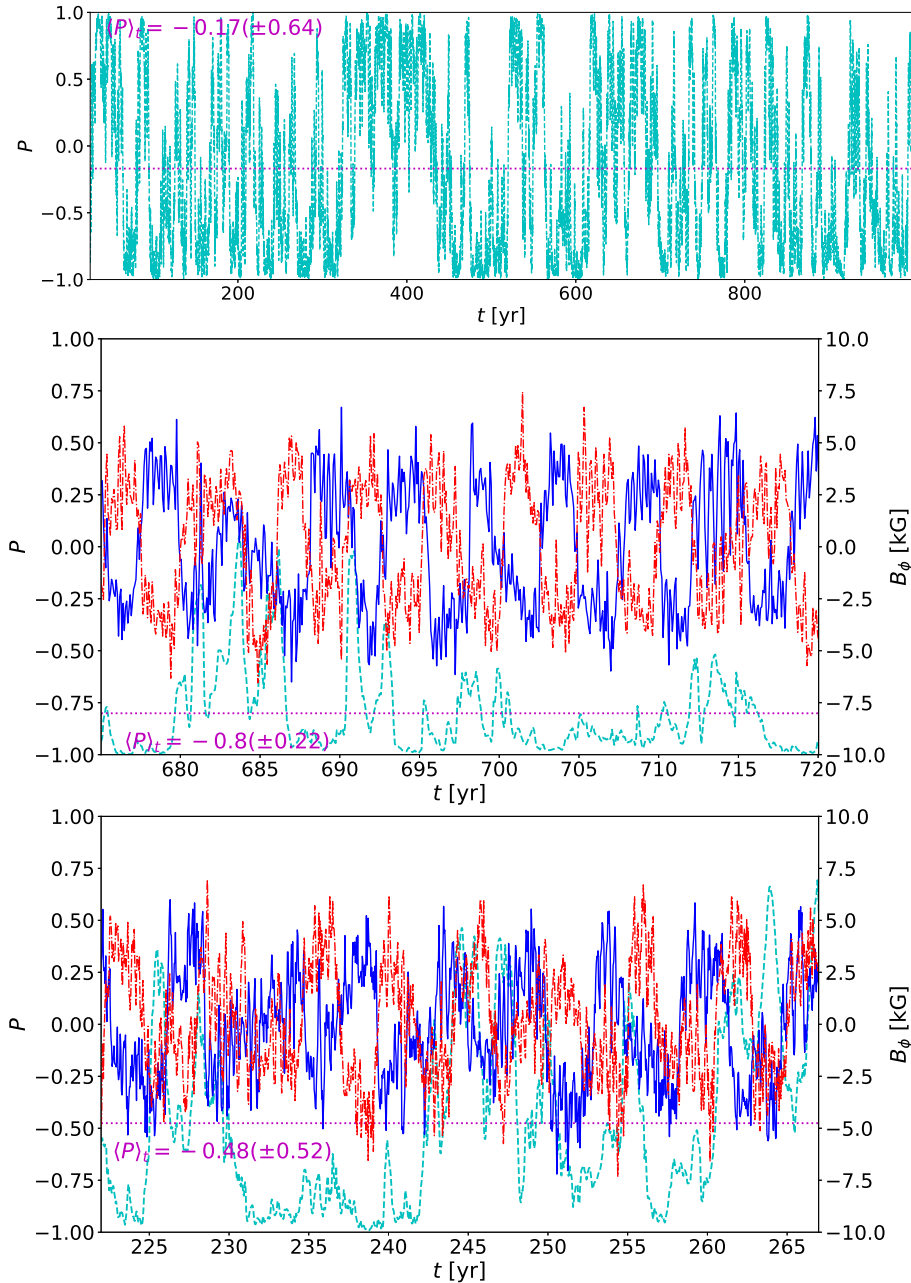 1.0
⟨P⟩t = −0.17(±0.64)
0.5
P
0.0
−0.5
−1.0
200 400 600 800
t [yr]
1.00 10.0
0.75 7.5
0.50 5.0
0.25 2.5
P 0.00 0.0 Bϕ [kG]
−0.25 −2.5
−0.50 −5.0
−0.75 −7.5
⟨P⟩t = −0.8(±0.22)
−1.00 −10.0
680 685 690 695 700 705 710 715 720
t [yr]
1.00 10.0
0.75 7.5
0.50 5.0
0.25 2.5
P 0.00 0.0 Bϕ [kG]
−0.25 −2.5
−0.50 −5.0
⟨P⟩t = −0.48(±0.52)
−0.75 −7.5
−1.00 −10.0
225 230 235 240 245 250 255 260 265
t [yr]